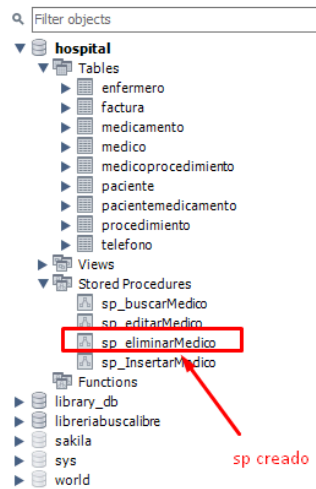 Filter objects
hospital
Tables
enfermero
factura
medicamento
medico
medicoprocedimiento
paciente
pacientemedicamento
procedimiento
telefono
Views
Stored Procedures
sp_buscarMedico
sp_editarMedico
sp_eliminarMedico
sp_InsertarMedico
Functions
library_db
libreriabuscalibre
sakila
sys
sp creado
world